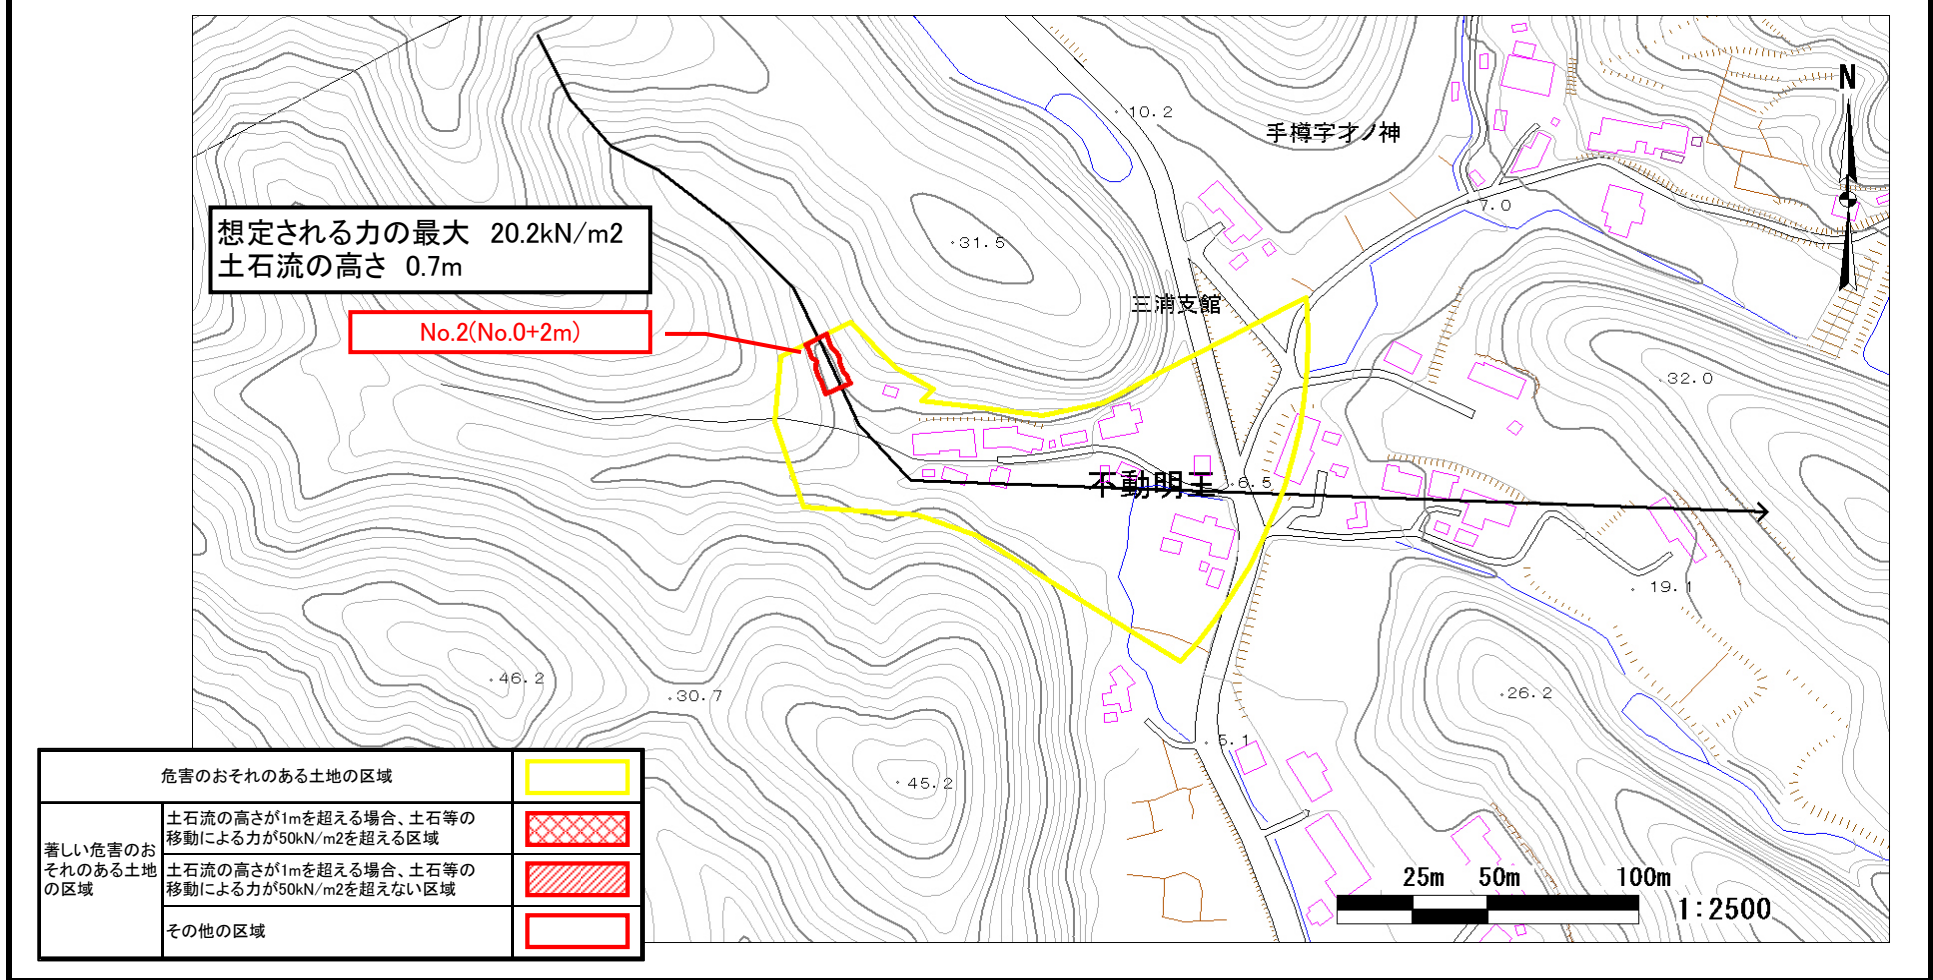 N
10.2
手樽字才ノ神
7.0
想定される力の最大 20.2kN/m2
土石流の高さ 0.7m
31.5
三浦支館
No.2(No.0+2m)
32.0
不動明王
6.5
19.1
46.2
30.7
26.2
5.1
45.2
危害のおそれのある土地の区域
著しい危害のお
それのある土地
の区域
土石流の高さが1mを超える場合、土石等の
移動による力が50kN/m2を超える区域
土石流の高さが1mを超える場合、土石等の
移動による力が50kN/m2を超えない区域
その他の区域
25m 50m 100m
1:2500